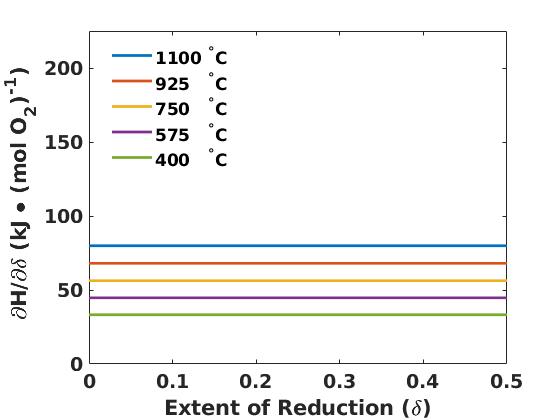 200
150
100
50
0
1100 °C
925 °C
750 °C
575 °C
400 °C
∂H/∂δ (kJ • (mol O₂)⁻¹)
0 0.1 0.2 0.3 0.4 0.5
Extent of Reduction (δ)